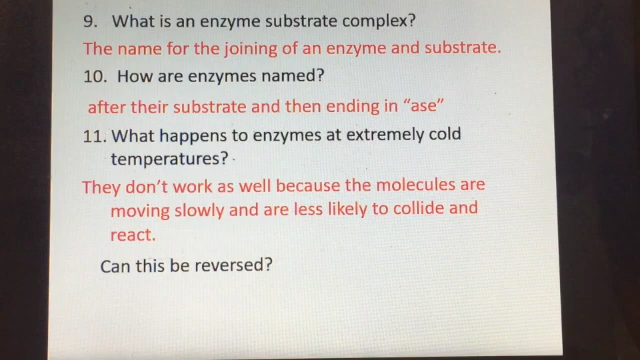 9. What is an enzyme substrate complex?
The name for the joining of an enzyme and substrate.
10. How are enzymes named?
after their substrate and then ending in “ase”
11. What happens to enzymes at extremely cold
temperatures?
They don’t work as well because the molecules are
moving slowly and are less likely to collide and
react.
Can this be reversed?